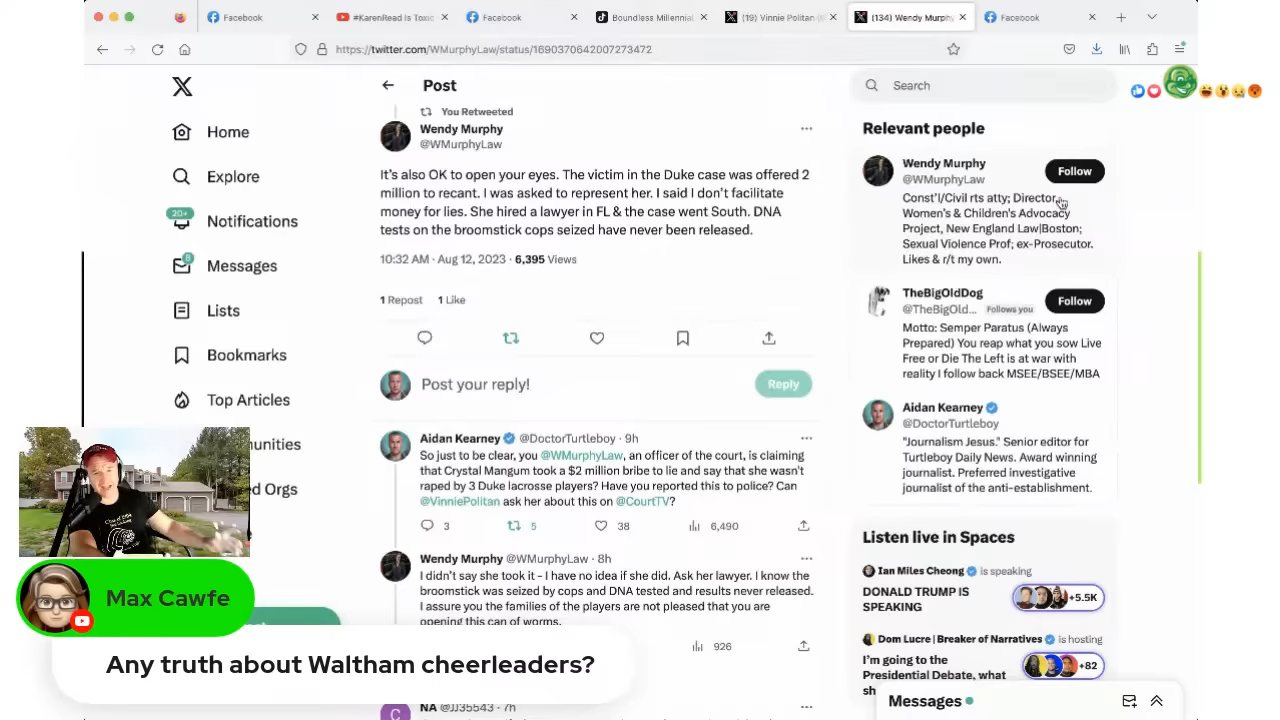 Facebook
#KarenRead Is Toxic
Facebook
Boundless Millennial
(19) Vinnie Politan (
(134) Wendy Murphy
Facebook
https://twitter.com/WMurphyLaw/status/1690370642007273472
Home
Explore
20+
Notifications
8
Messages
Lists
Bookmarks
Top Articles
unities
d Orgs
Post
You Retweeted
Wendy Murphy
@WMurphyLaw
It's also OK to open your eyes. The victim in the Duke case was offered 2
million to recant. I was asked to represent her. I said I don't facilitate
money for lies. She hired a lawyer in FL & the case went South. DNA
tests on the broomstick cops seized have never been released.
10:32 AM · Aug 12, 2023 · 6,395 Views
1 Repost 1 Like
Post your reply!
Reply
Aidan Kearney @DoctorTurtleboy · 9h
So just to be clear, you @WMurphyLaw, an officer of the court, is claiming
that Crystal Mangum took a $2 million bribe to lie and say that she wasn't
raped by 3 Duke lacrosse players? Have you reported this to police? Can
@VinniePolitan ask her about this on @CourtTV?
3 5 38 6,490
Wendy Murphy @WMurphyLaw · 8h
I didn't say she took it - I have no idea if she did. Ask her lawyer. I know the
broomstick was seized by cops and DNA tested and results never released.
I assure you the families of the players are not pleased that you are
opening this can of worms.
926
NA @JJ35543 · 7h
C
Search
Relevant people
Wendy Murphy
@WMurphyLaw
Follow
Const'l/Civil rts atty; Director,
Women's & Children's Advocacy
Project, New England Law|Boston;
Sexual Violence Prof; ex-Prosecutor.
Likes & r/t my own.
TheBigOldDog
@TheBigOld... Follows you
Follow
Motto: Semper Paratus (Always
Prepared) You reap what you sow Live
Free or Die The Left is at war with
reality I follow back MSEE/BSEE/MBA
Aidan Kearney
@DoctorTurtleboy
"Journalism Jesus." Senior editor for
Turtleboy Daily News. Award winning
journalist. Preferred investigative
journalist of the anti-establishment.
Listen live in Spaces
Ian Miles Cheong is speaking
DONALD TRUMP IS
SPEAKING
+5.5K
Dom Lucre | Breaker of Narratives is hosting
I'm going to the
Presidential Debate, what
sh
+82
Messages
Max Cawfe
Any truth about Waltham cheerleaders?